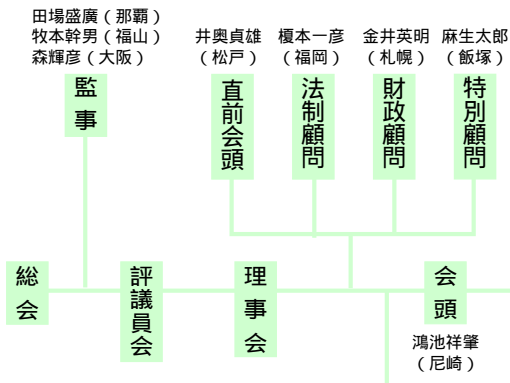 田場盛廣（那覇）
牧本幹男（福山）
森輝彦（大阪）
監事
井奥貞雄
（松戸）
直前会頭
榎本一彦
（福岡）
法制顧問
金井英明
（札幌）
財政顧問
麻生太郎
（飯塚）
特別顧問
総会
評議員会
理事会
会頭
鴻池祥肇
（尼崎）